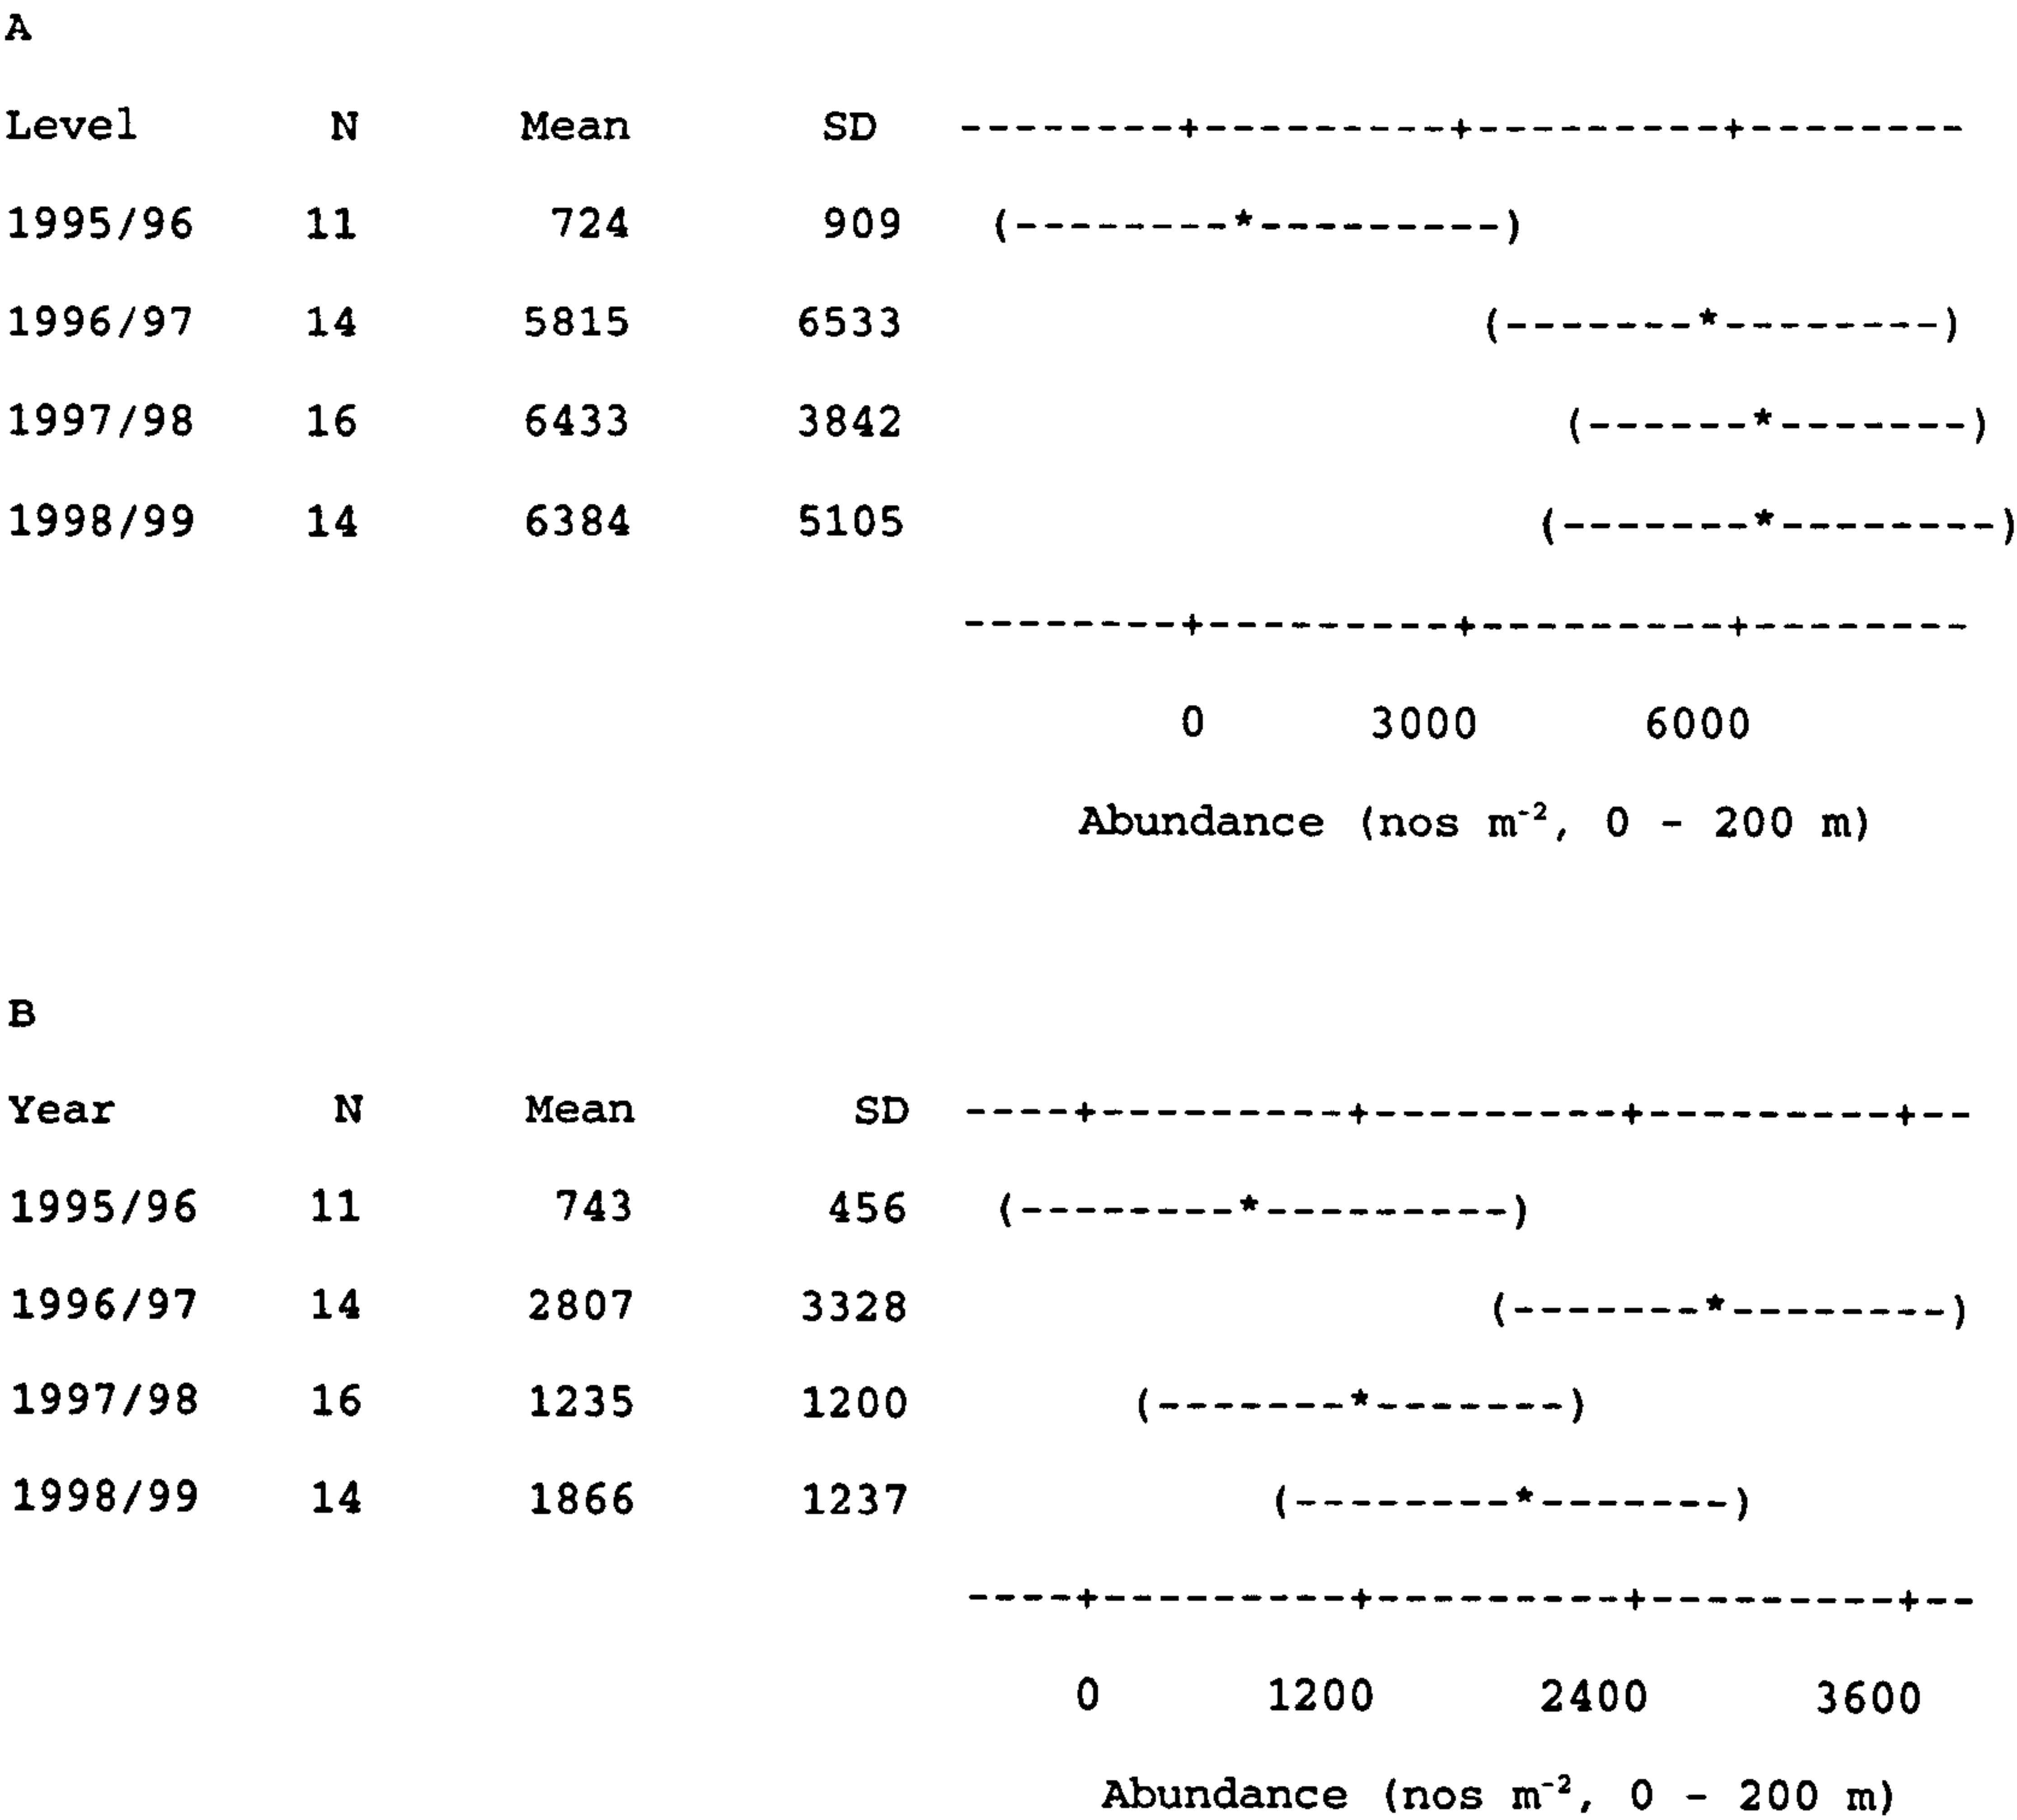 A
Level N Mean SD ---------+----------+----------+---------
1995/96 11 724 909 (--------*---------)
1996/97 14 5815 6533 (-------*--------)
1997/98 16 6433 3842 (------*-------)
1998/99 14 6384 5105 (-------*--------)
---------+----------+----------+---------
0 3000 6000
Abundance (nos m⁻², 0 - 200 m)
B
Year N Mean SD ----+----------+----------+----------+--
1995/96 11 743 456 (--------*---------)
1996/97 14 2807 3328 (-------*--------)
1997/98 16 1235 1200 (-------*-------)
1998/99 14 1866 1237 (--------*-------)
----+----------+----------+----------+--
0 1200 2400 3600
Abundance (nos m⁻², 0 - 200 m)